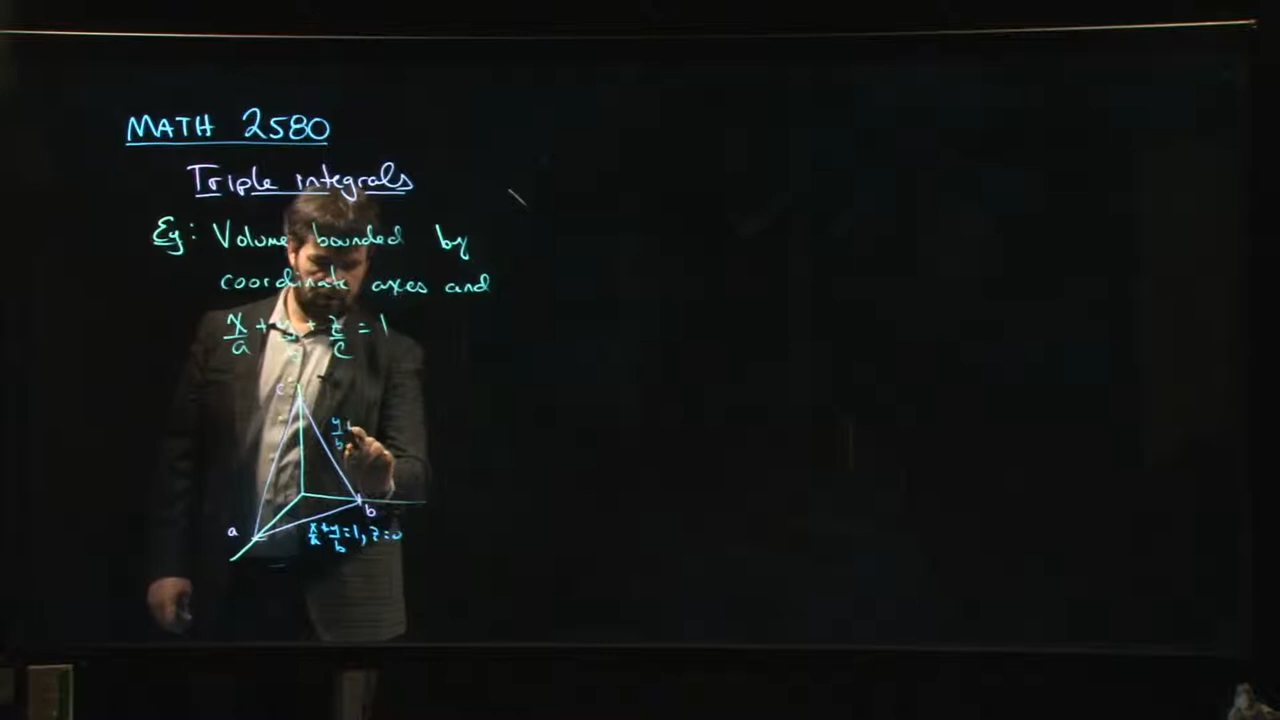 MATH 2580
Triple integrals
Eg: Volume bounded by
coordinate axes and
x/a + y/b + z/c = 1
c
y/b
b
a
x/a + y/b = 1, z = 0